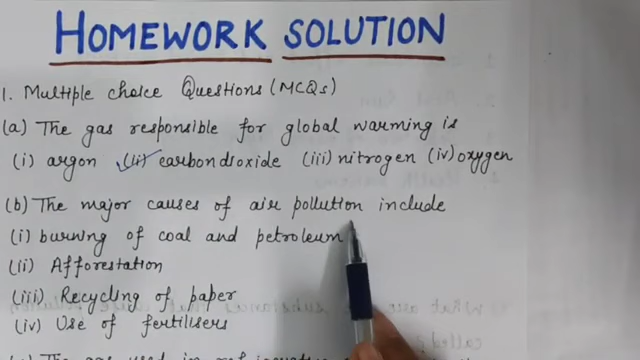 HOMEWORK SOLUTION
1. Multiple choice Questions (MCQs)
(a) The gas responsible for global warming is
(i) argon (ii) carbondioxide (iii) nitrogen (iv) oxygen
(b) The major causes of air pollution include
(i) burning of coal and petroleum
(ii) Afforestation
(iii) Recycling of paper
(iv) Use of fertilisers